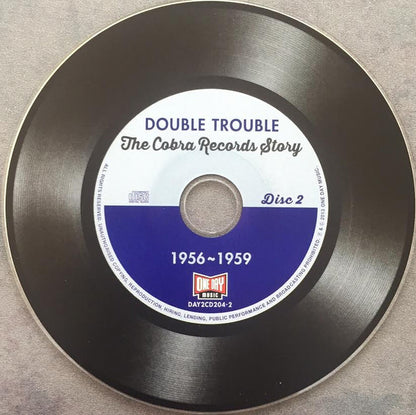 DOUBLE TROUBLE
The Cobra Records Story
Disc 2
1956~1959
ONE DAY
MUSIC
DAY2CD204-2
ALL RIGHTS RESERVED. UNAUTHORISED COPYING, REPRODUCTION, HIRING, LENDING, PUBLIC PERFORMANCE AND BROADCASTING PROHIBITED. ℗ & © 2012 ONE DAY MUSIC.